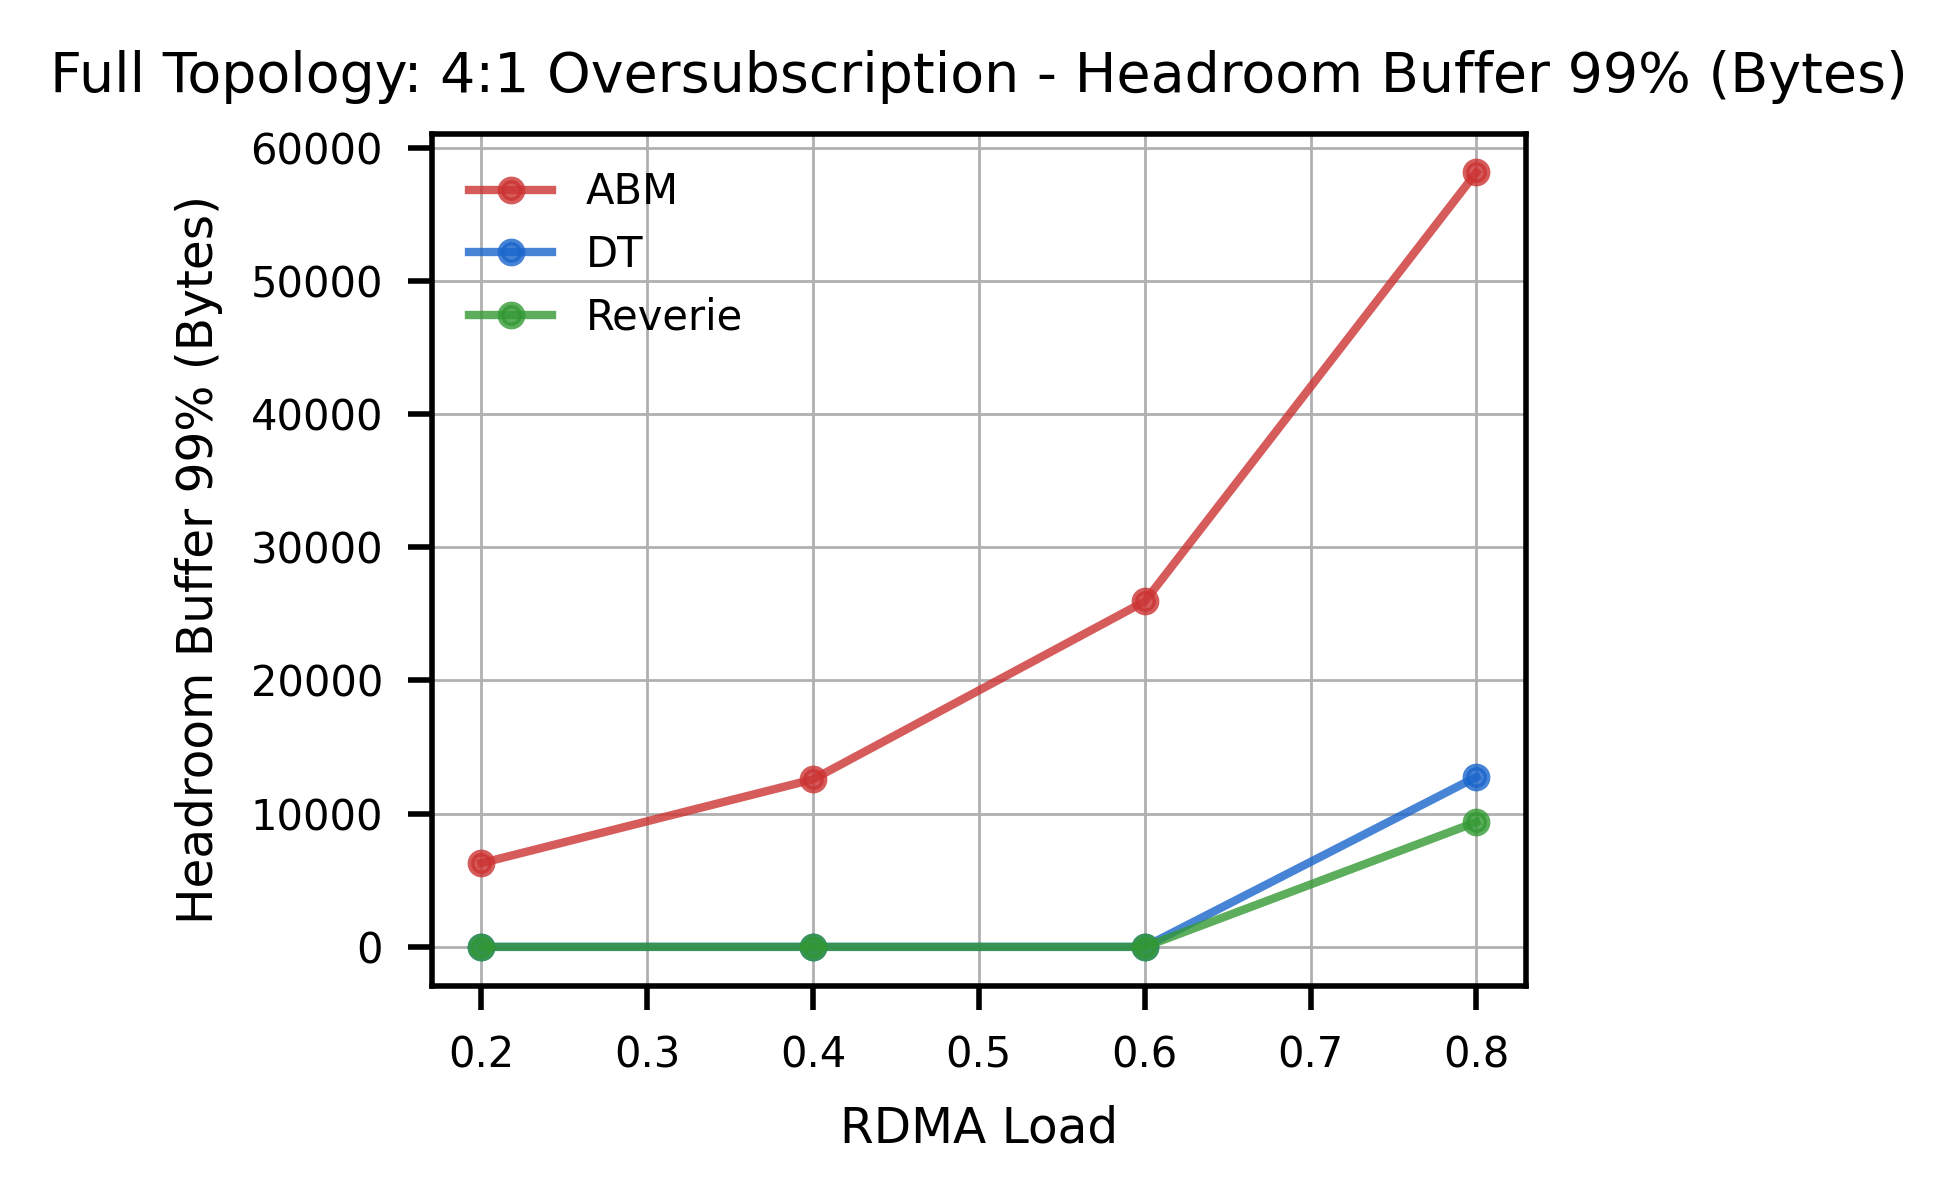 Full Topology: 4:1 Oversubscription - Headroom Buffer 99% (Bytes)
Headroom Buffer 99% (Bytes)
60000
50000
40000
30000
20000
10000
0
ABM
DT
Reverie
0.2 0.3 0.4 0.5 0.6 0.7 0.8
RDMA Load